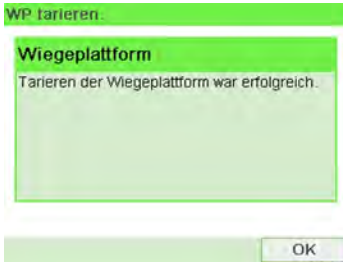 WP tarieren.
Wiegeplattform
Tarieren der Wiegeplattform war erfolgreich.
OK